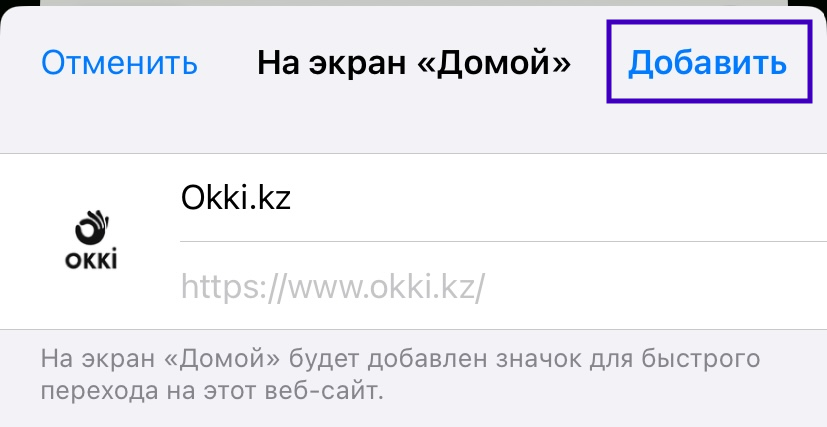 Отменить На экран «Домой» Добавить
Okki.kz
окki
https://www.okki.kz/
На экран «Домой» будет добавлен значок для быстрого
перехода на этот веб-сайт.